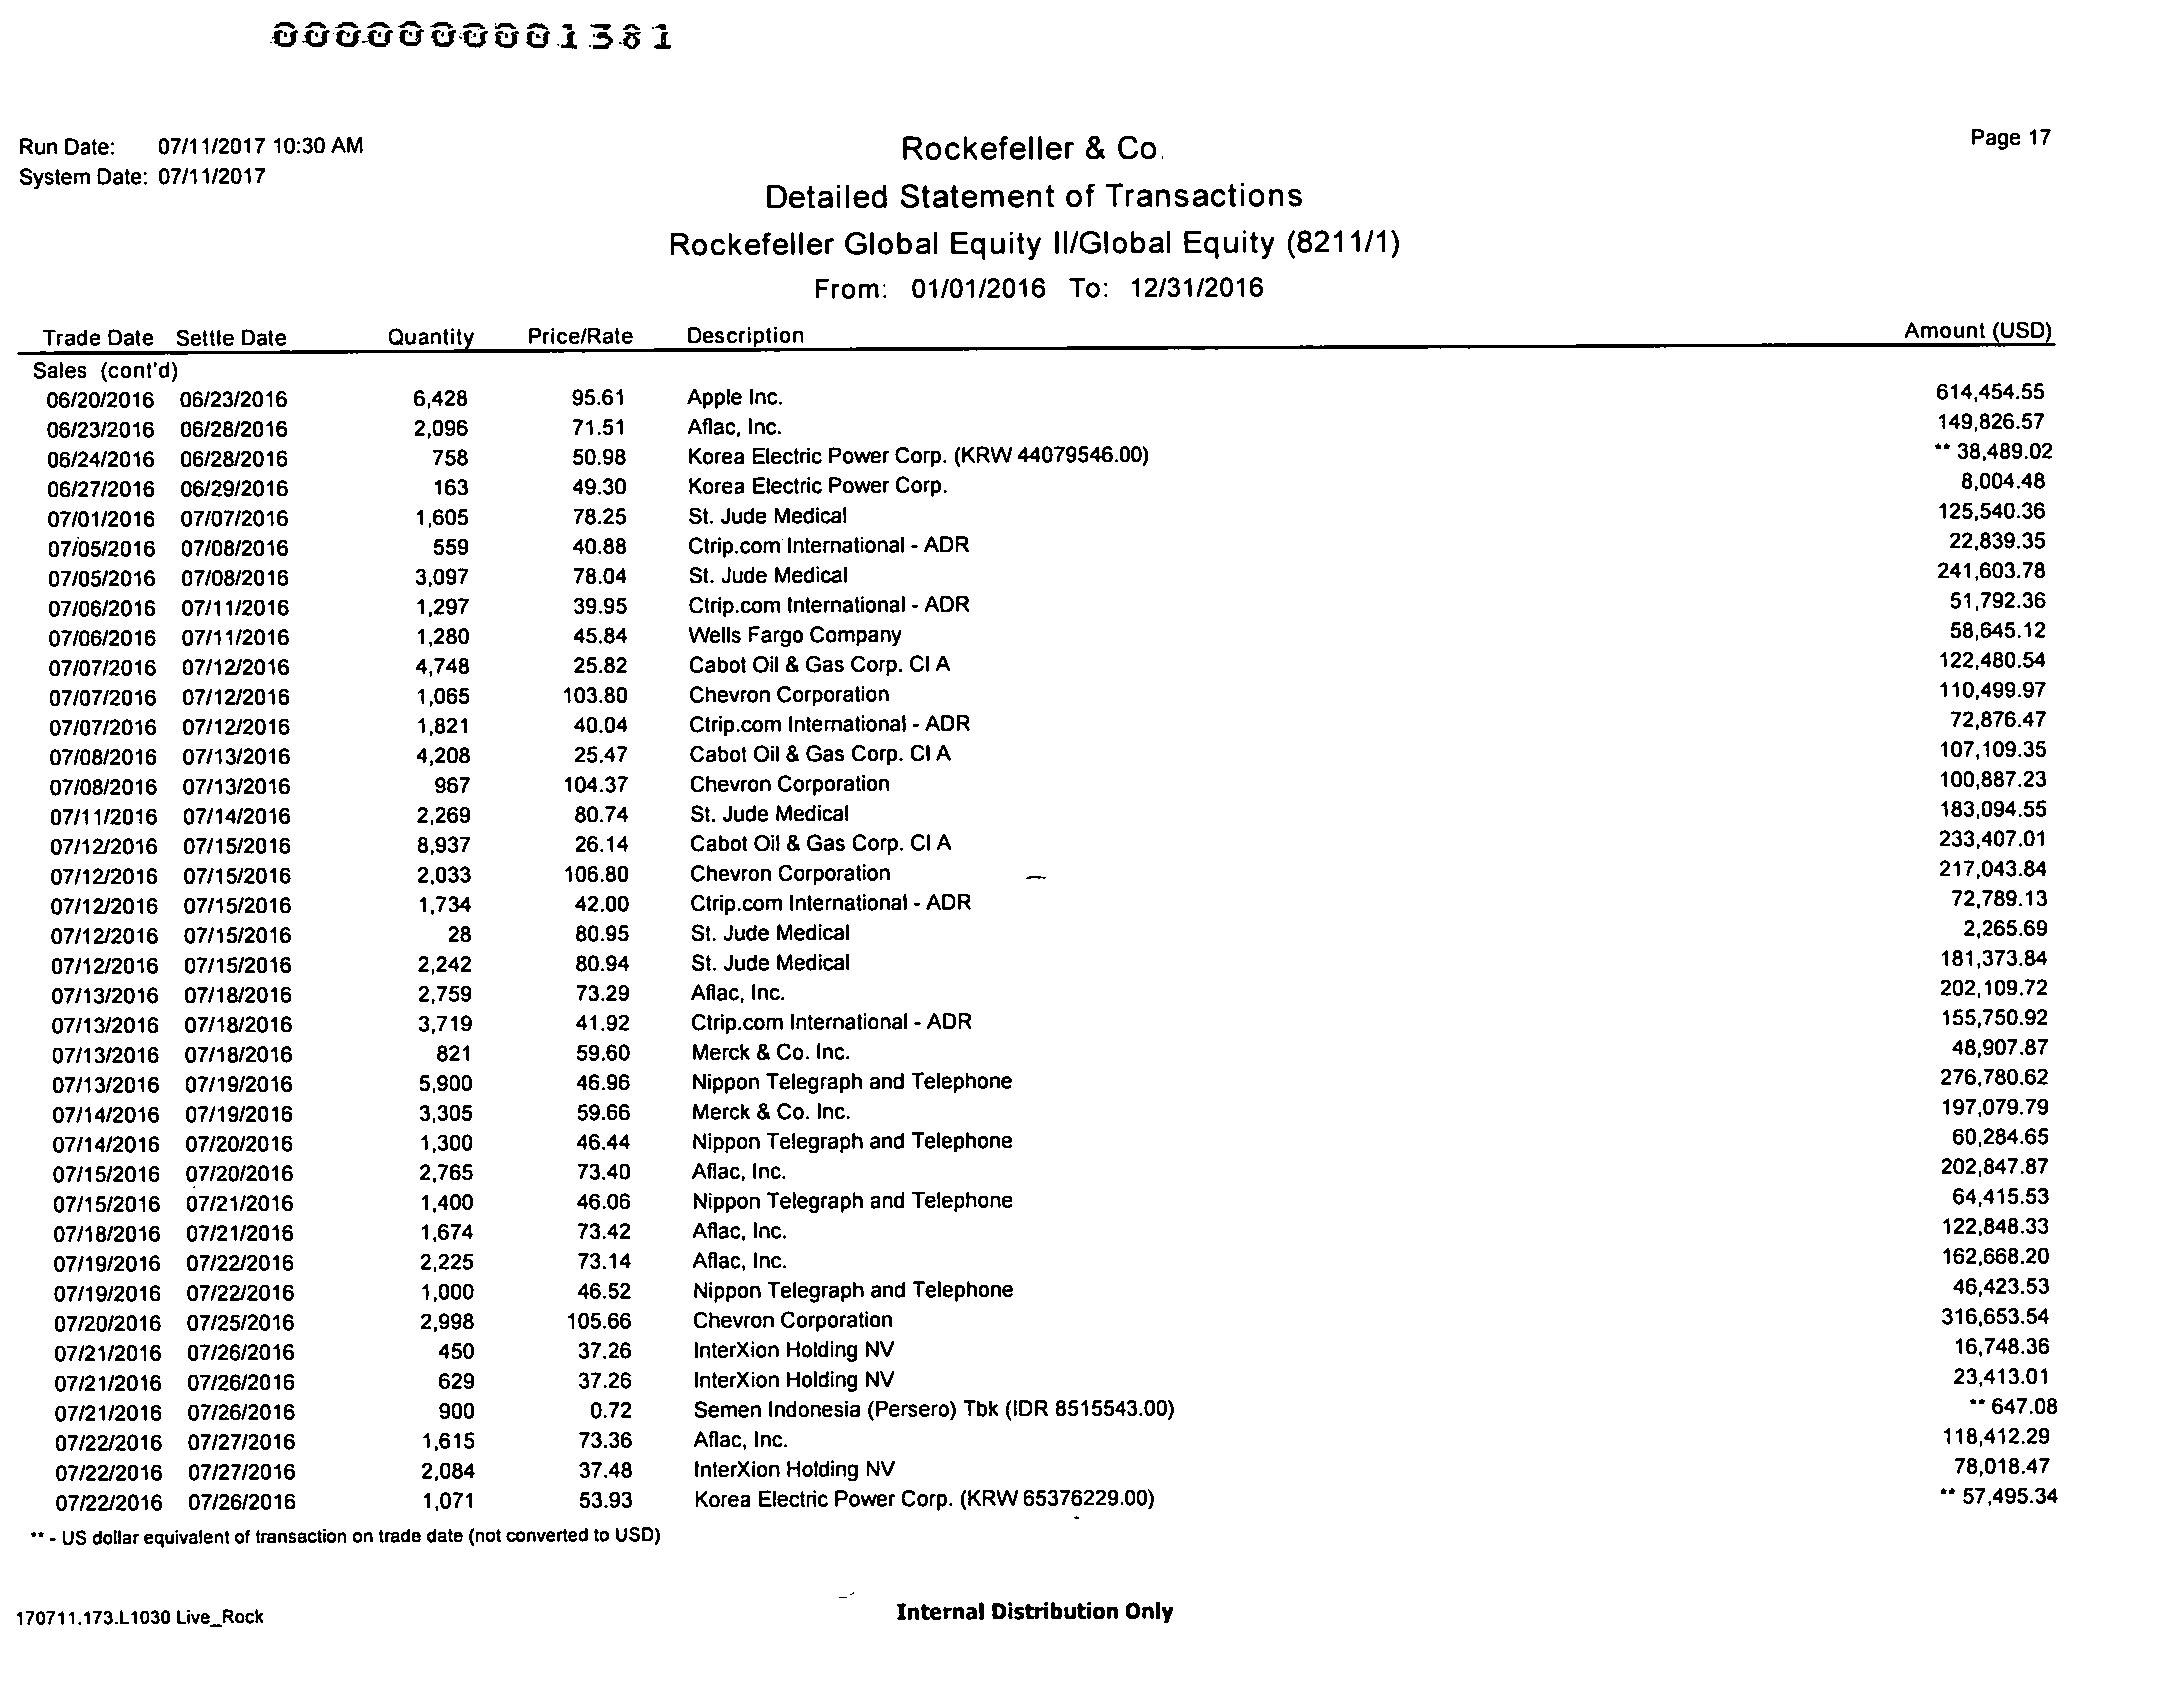 0000000001381
Run Date: 07/11/2017 10:30 AM
Rockefeller & Co.
Page 17
System Date: 07/11/2017
Detailed Statement of Transactions
Rockefeller Global Equity II/Global Equity (8211/1)
From: 01/01/2016 To: 12/31/2016
Trade Date Settle Date Quantity Price/Rate Description Amount (USD)
Sales (cont'd)
06/20/2016 06/23/2016 6,428 95.61 Apple Inc. 614,454.55
06/23/2016 06/28/2016 2,096 71.51 Aflac, Inc. 149,826.57
06/24/2016 06/28/2016 758 50.98 Korea Electric Power Corp. (KRW 44079546.00) ** 38,489.02
06/27/2016 06/29/2016 163 49.30 Korea Electric Power Corp. 8,004.48
07/01/2016 07/07/2016 1,605 78.25 St. Jude Medical 125,540.36
07/05/2016 07/08/2016 559 40.88 Ctrip.com International - ADR 22,839.35
07/05/2016 07/08/2016 3,097 78.04 St. Jude Medical 241,603.78
07/06/2016 07/11/2016 1,297 39.95 Ctrip.com International - ADR 51,792.36
07/06/2016 07/11/2016 1,280 45.84 Wells Fargo Company 58,645.12
07/07/2016 07/12/2016 4,748 25.82 Cabot Oil & Gas Corp. Cl A 122,480.54
07/07/2016 07/12/2016 1,065 103.80 Chevron Corporation 110,499.97
07/07/2016 07/12/2016 1,821 40.04 Ctrip.com International - ADR 72,876.47
07/08/2016 07/13/2016 4,208 25.47 Cabot Oil & Gas Corp. Cl A 107,109.35
07/08/2016 07/13/2016 967 104.37 Chevron Corporation 100,887.23
07/11/2016 07/14/2016 2,269 80.74 St. Jude Medical 183,094.55
07/12/2016 07/15/2016 8,937 26.14 Cabot Oil & Gas Corp. Cl A 233,407.01
07/12/2016 07/15/2016 2,033 106.80 Chevron Corporation 217,043.84
07/12/2016 07/15/2016 1,734 42.00 Ctrip.com International - ADR 72,789.13
07/12/2016 07/15/2016 28 80.95 St. Jude Medical 2,265.69
07/12/2016 07/15/2016 2,242 80.94 St. Jude Medical 181,373.84
07/13/2016 07/18/2016 2,759 73.29 Aflac, Inc. 202,109.72
07/13/2016 07/18/2016 3,719 41.92 Ctrip.com International - ADR 155,750.92
07/13/2016 07/18/2016 821 59.60 Merck & Co. Inc. 48,907.87
07/13/2016 07/19/2016 5,900 46.96 Nippon Telegraph and Telephone 276,780.62
07/14/2016 07/19/2016 3,305 59.66 Merck & Co. Inc. 197,079.79
07/14/2016 07/20/2016 1,300 46.44 Nippon Telegraph and Telephone 60,284.65
07/15/2016 07/20/2016 2,765 73.40 Aflac, Inc. 202,847.87
07/15/2016 07/21/2016 1,400 46.06 Nippon Telegraph and Telephone 64,415.53
07/18/2016 07/21/2016 1,674 73.42 Aflac, Inc. 122,848.33
07/19/2016 07/22/2016 2,225 73.14 Aflac, Inc. 162,668.20
07/19/2016 07/22/2016 1,000 46.52 Nippon Telegraph and Telephone 46,423.53
07/20/2016 07/25/2016 2,998 105.66 Chevron Corporation 316,653.54
07/21/2016 07/26/2016 450 37.26 InterXion Holding NV 16,748.36
07/21/2016 07/26/2016 629 37.26 InterXion Holding NV 23,413.01
07/21/2016 07/26/2016 900 0.72 Semen Indonesia (Persero) Tbk (IDR 8515543.00) ** 647.08
07/22/2016 07/27/2016 1,615 73.36 Aflac, Inc. 118,412.29
07/22/2016 07/27/2016 2,084 37.48 InterXion Holding NV 78,018.47
07/22/2016 07/26/2016 1,071 53.93 Korea Electric Power Corp. (KRW 65376229.00) ** 57,495.34
** - US dollar equivalent of transaction on trade date (not converted to USD)
170711.173.L1030 Live_Rock
Internal Distribution Only